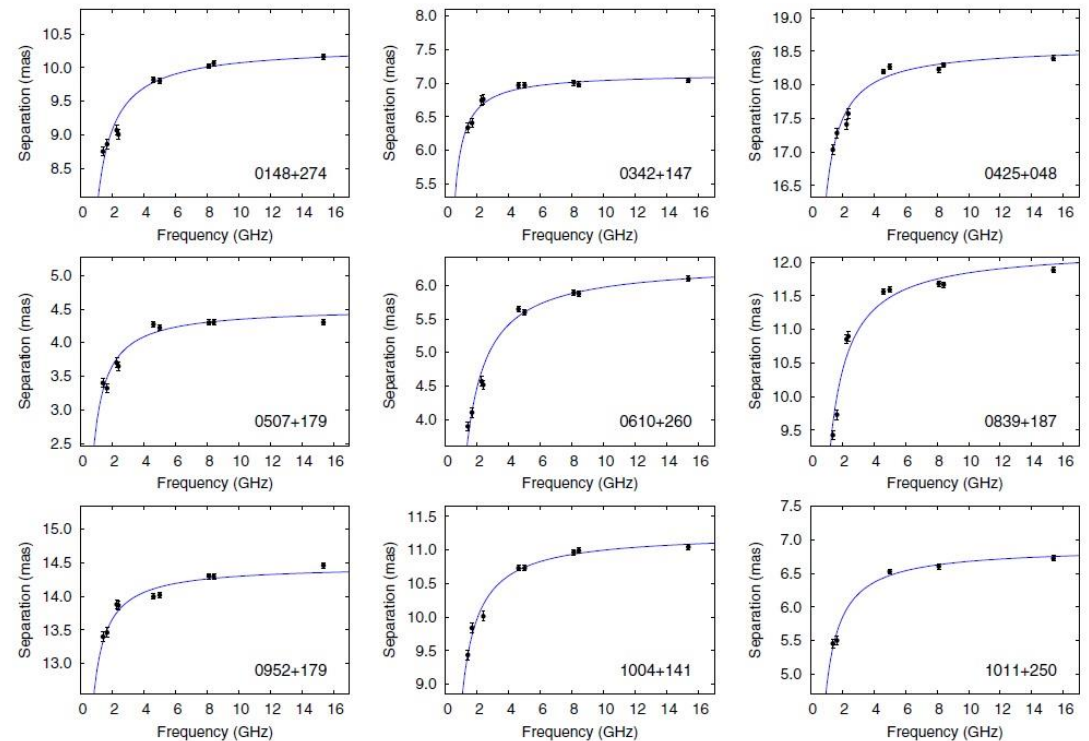 10.5
10.0
9.5
9.0
8.5
Separation (mas)
0148+274
0 2 4 6 8 10 12 14 16
Frequency (GHz)
8.0
7.5
7.0
6.5
6.0
5.5
Separation (mas)
0342+147
0 2 4 6 8 10 12 14 16
Frequency (GHz)
19.0
18.5
18.0
17.5
17.0
16.5
Separation (mas)
0425+048
0 2 4 6 8 10 12 14 16
Frequency (GHz)
5.0
4.5
4.0
3.5
3.0
2.5
Separation (mas)
0507+179
0 2 4 6 8 10 12 14 16
Frequency (GHz)
6.0
5.5
5.0
4.5
4.0
Separation (mas)
0610+260
0 2 4 6 8 10 12 14 16
Frequency (GHz)
12.0
11.5
11.0
10.5
10.0
9.5
Separation (mas)
0839+187
0 2 4 6 8 10 12 14 16
Frequency (GHz)
15.0
14.5
14.0
13.5
13.0
Separation (mas)
0952+179
0 2 4 6 8 10 12 14 16
Frequency (GHz)
11.5
11.0
10.5
10.0
9.5
9.0
Separation (mas)
1004+141
0 2 4 6 8 10 12 14 16
Frequency (GHz)
7.5
7.0
6.5
6.0
5.5
5.0
Separation (mas)
1011+250
0 2 4 6 8 10 12 14 16
Frequency (GHz)